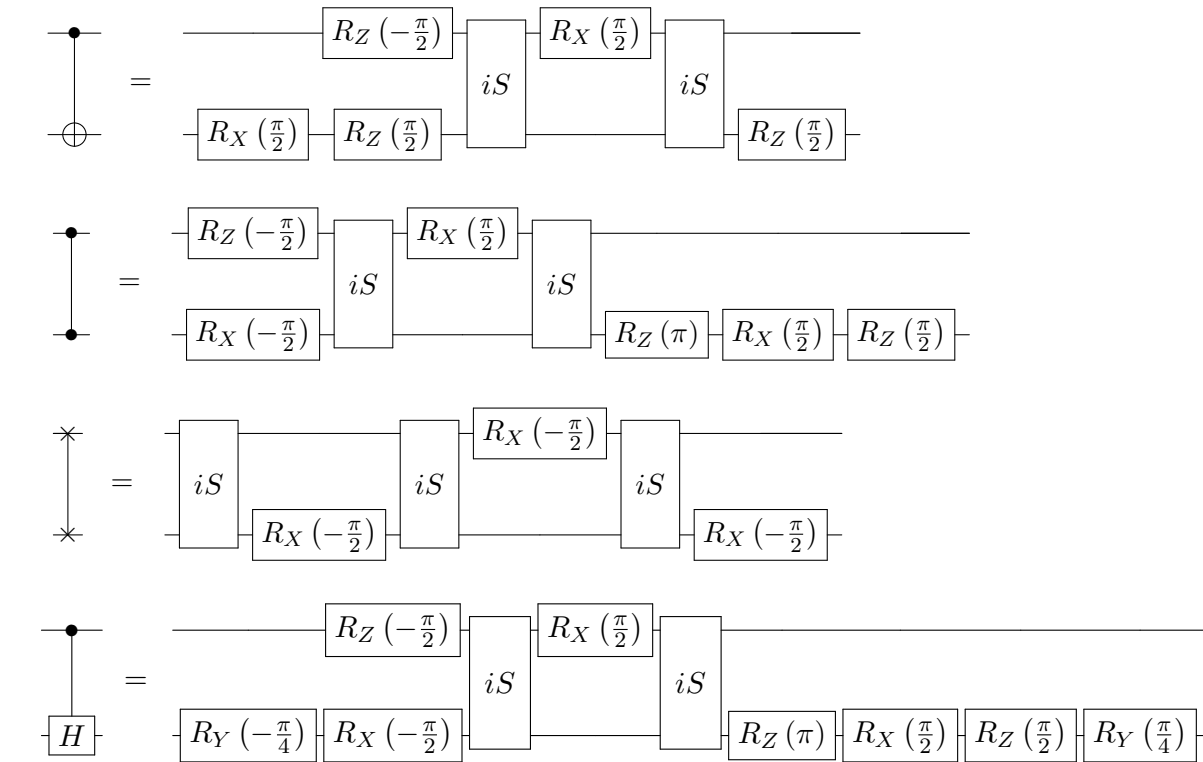 R_Z(-π/2) R_X(π/2)
= iS iS
R_X(π/2) R_Z(π/2) R_Z(π/2)
R_Z(-π/2) R_X(π/2)
= iS iS
R_X(-π/2) R_Z(π) R_X(π/2) R_Z(π/2)
R_X(-π/2)
= iS iS iS
R_X(-π/2) R_X(-π/2)
R_Z(-π/2) R_X(π/2)
= iS iS
H R_Y(-π/4) R_X(-π/2) R_Z(π) R_X(π/2) R_Z(π/2) R_Y(π/4)